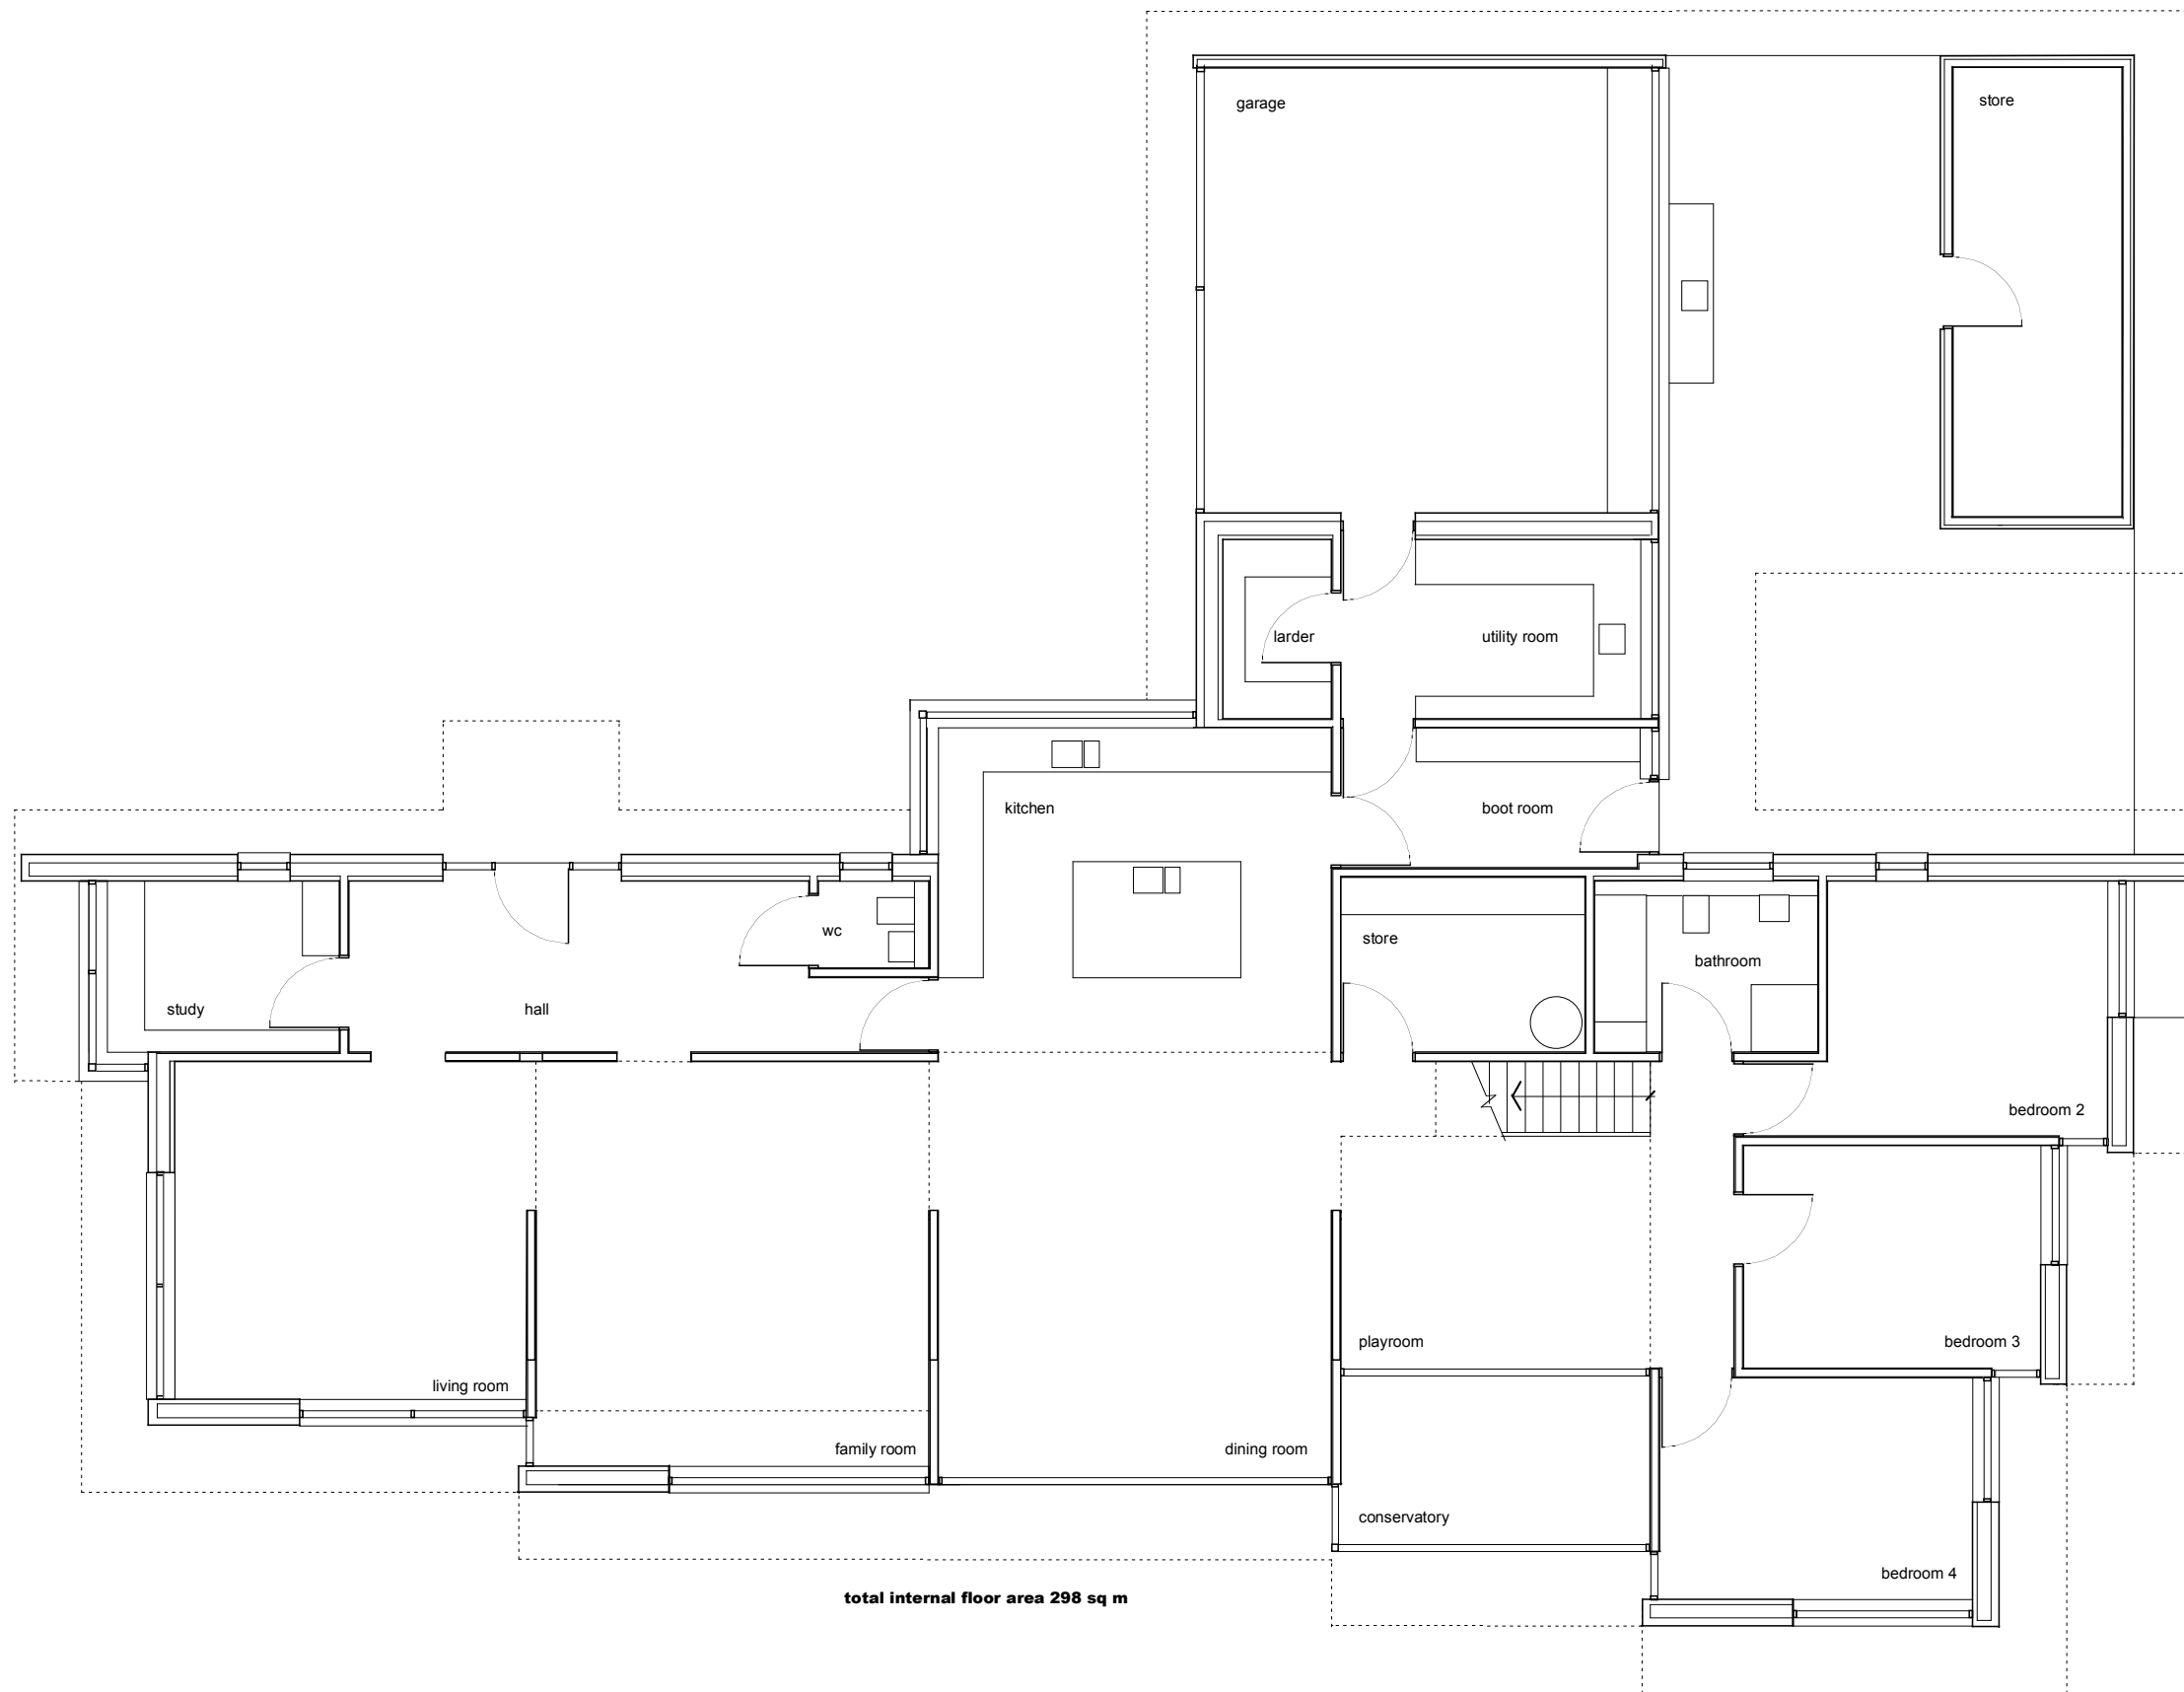 garage
store
larder
utility room
kitchen
boot room
wc
store
bathroom
study
hall
bedroom 2
playroom
bedroom 3
living room
family room
dining room
conservatory
bedroom 4
total internal floor area 298 sq m